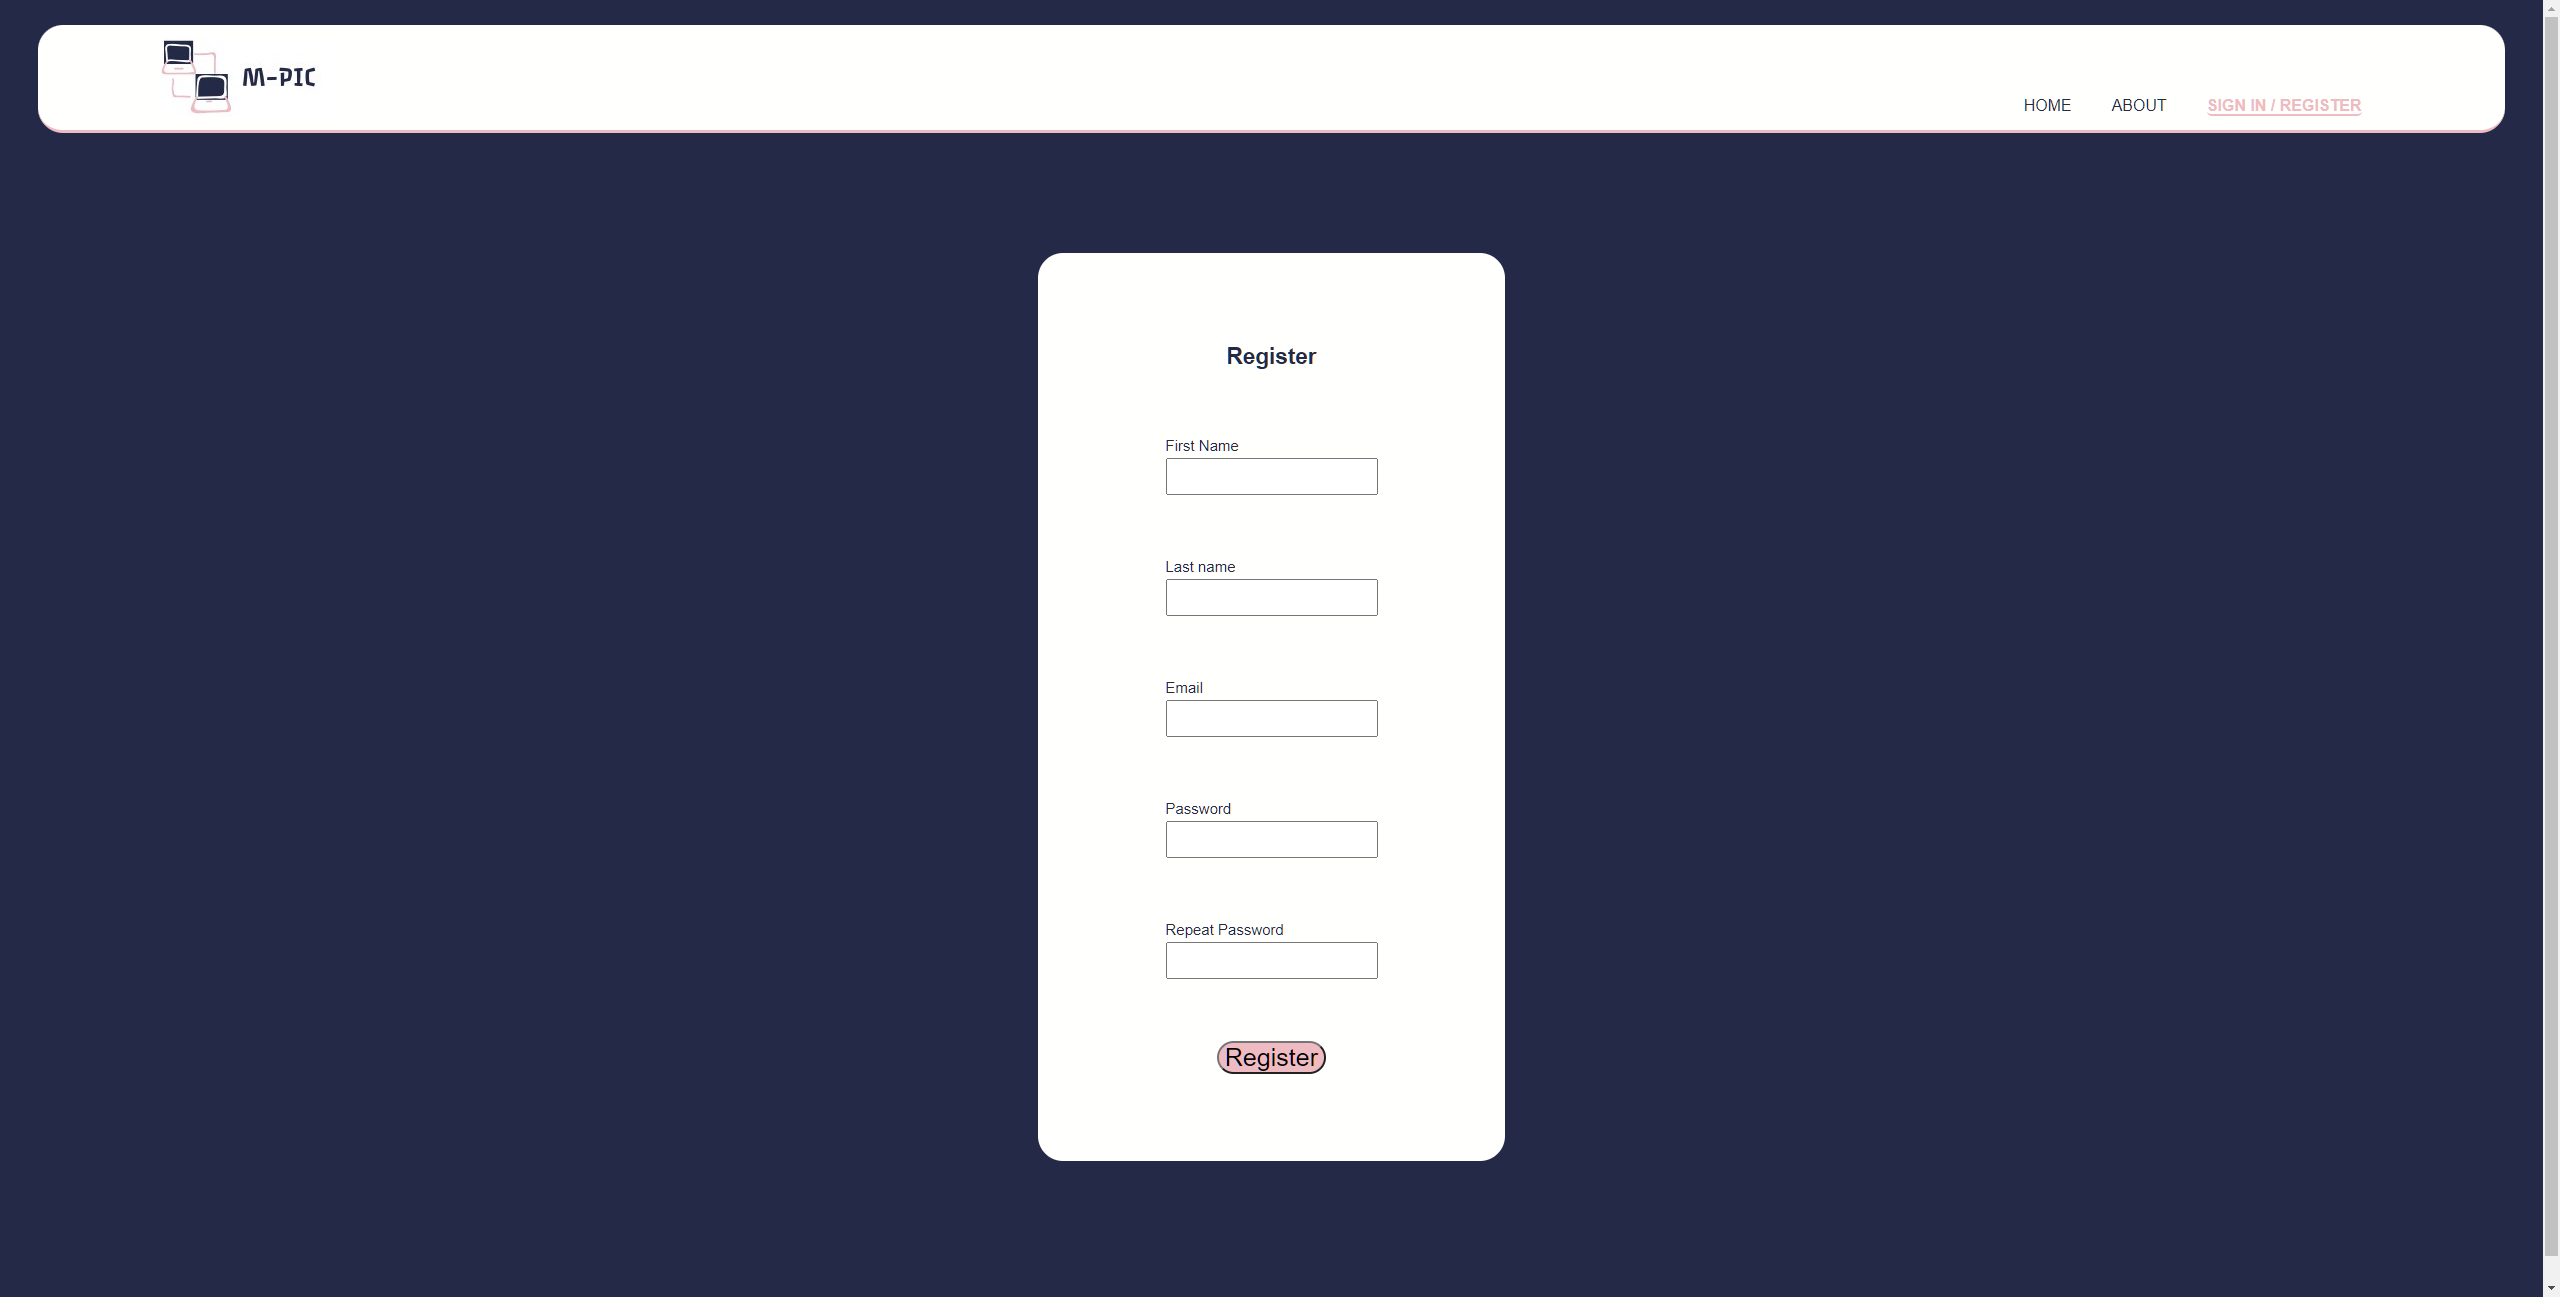 M-PIC
HOME ABOUT SIGN IN / REGISTER
Register
First Name
Last name
Email
Password
Repeat Password
Register